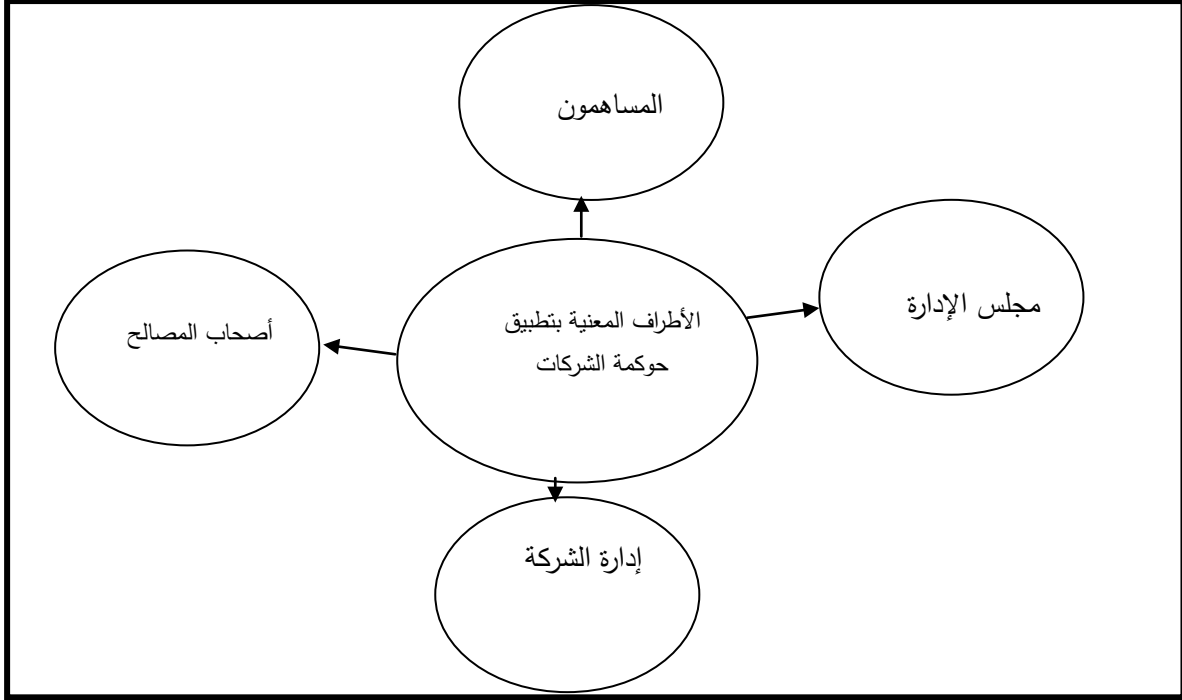 المساهمون
مجلس الإدارة
الأطراف المعنية بتطبيق
حوكمة الشركات
أصحاب المصالح
إدارة الشركة